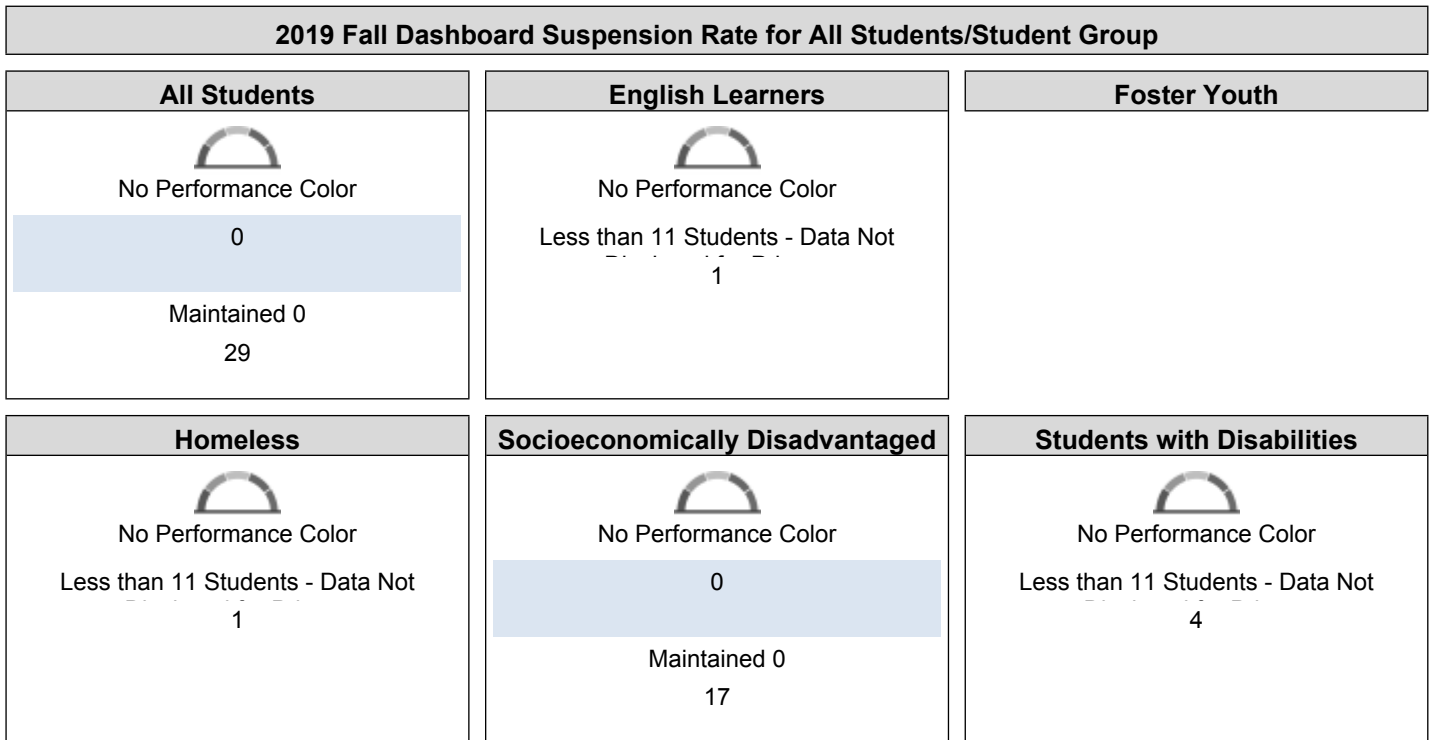 2019 Fall Dashboard Suspension Rate for All Students/Student Group
All Students
No Performance Color
0
Maintained 0
29
English Learners
No Performance Color
Less than 11 Students - Data Not
1
Foster Youth
Homeless
No Performance Color
Less than 11 Students - Data Not
1
Socioeconomically Disadvantaged
No Performance Color
0
Maintained 0
17
Students with Disabilities
No Performance Color
Less than 11 Students - Data Not
4